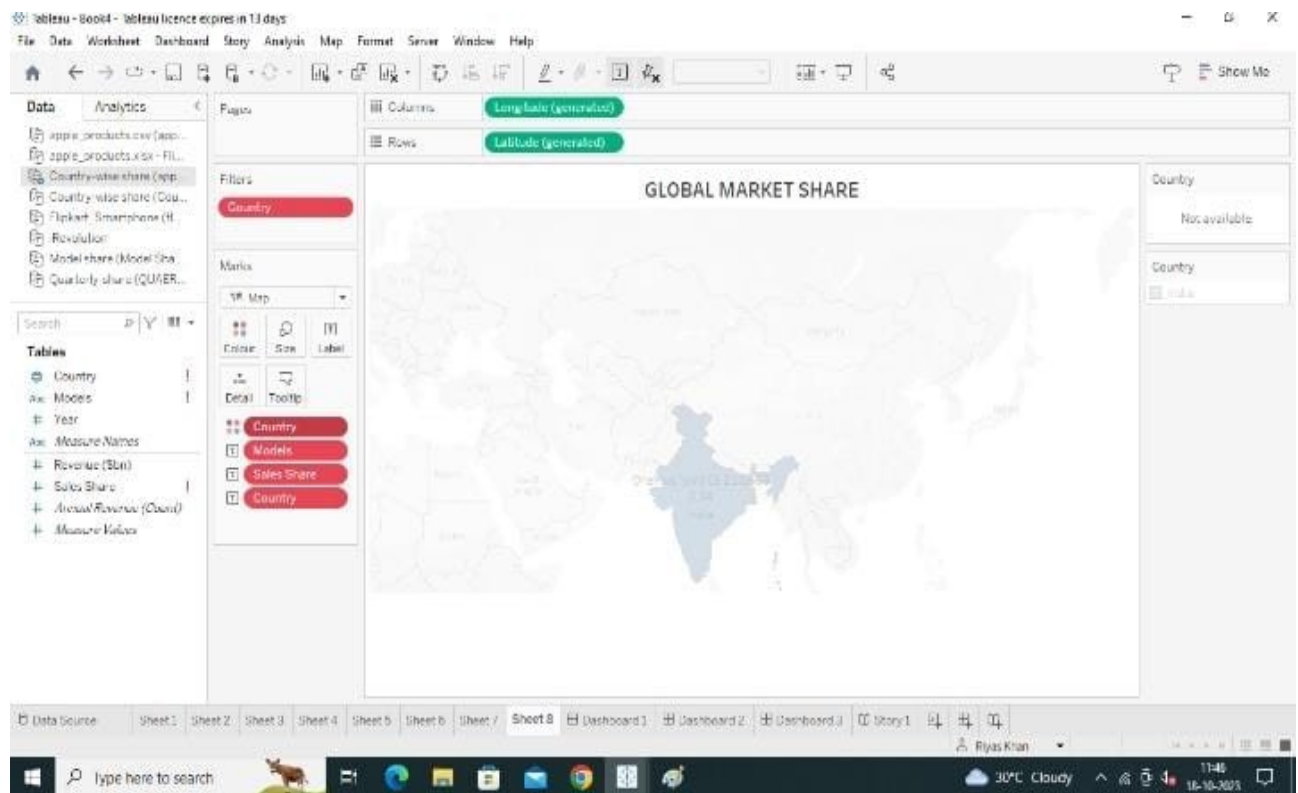 Tableau - Book4 - Tableau licence expires in 13 days
File Data Worksheet Dashboard Story Analysis Map Format Server Window Help
Show Me
Data Analytics
Pages
Columns
Longitude (generated)
Rows
Latitude (generated)
apple_products.csv (app...
apple_products.xlsx - Fli...
Country-wise share (app
Country-wise share (Cou...
Flipkart Smartphone (fl
Revolution
Model share (Model Sha
Quarterly share (QUAER...
Search
Tables
Country
Models
Year
Measure Names
Revenue ($bn)
Sales Share
Annual Revenue (Count)
Measure Values
Filters
Country
Marks
Map
Colour Size Label
Detail Tooltip
Country
Models
Sales Share
Country
GLOBAL MARKET SHARE
Country
Not available
Country
India
Data Source Sheet 1 Sheet 2 Sheet 3 Sheet 4 Sheet 5 Sheet 6 Sheet 7 Sheet 8 Dashboard 1 Dashboard 2 Dashboard 3 Story 1
Riyas Khan
Type here to search
30°C Cloudy
11:46
18-10-2023